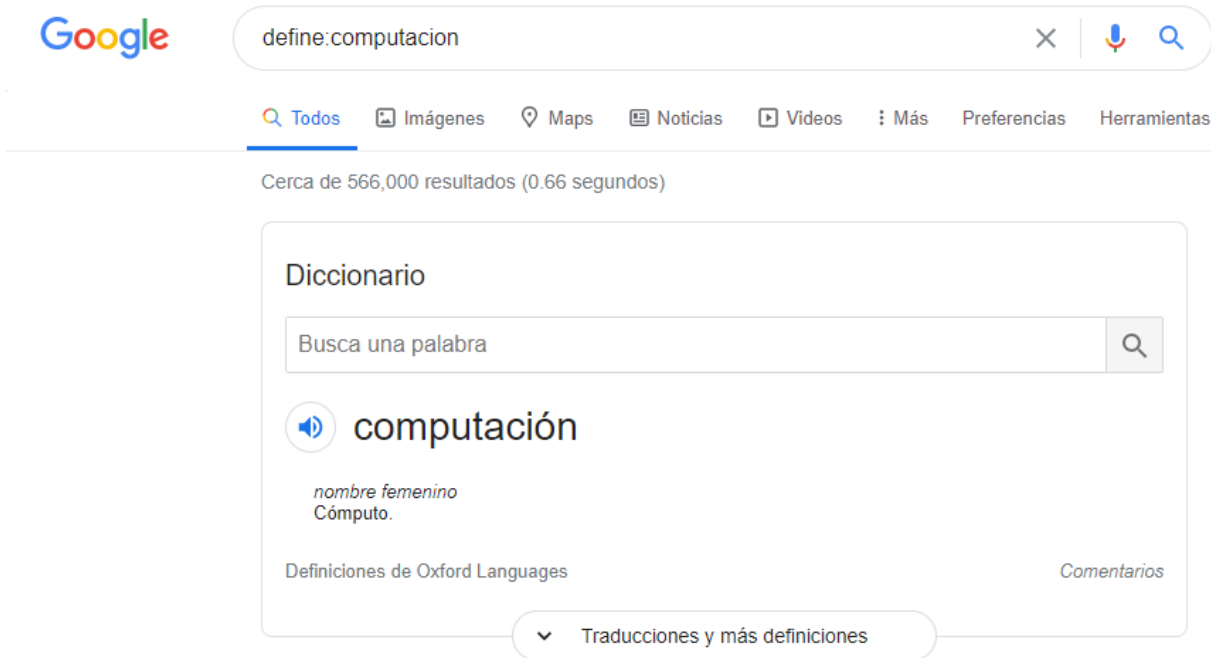 Google define:computacion
Todos Imágenes Maps Noticias Videos Más Preferencias Herramientas
Cerca de 566,000 resultados (0.66 segundos)
Diccionario
Busca una palabra
computación
nombre femenino
Cómputo.
Definiciones de Oxford Languages Comentarios
Traducciones y más definiciones